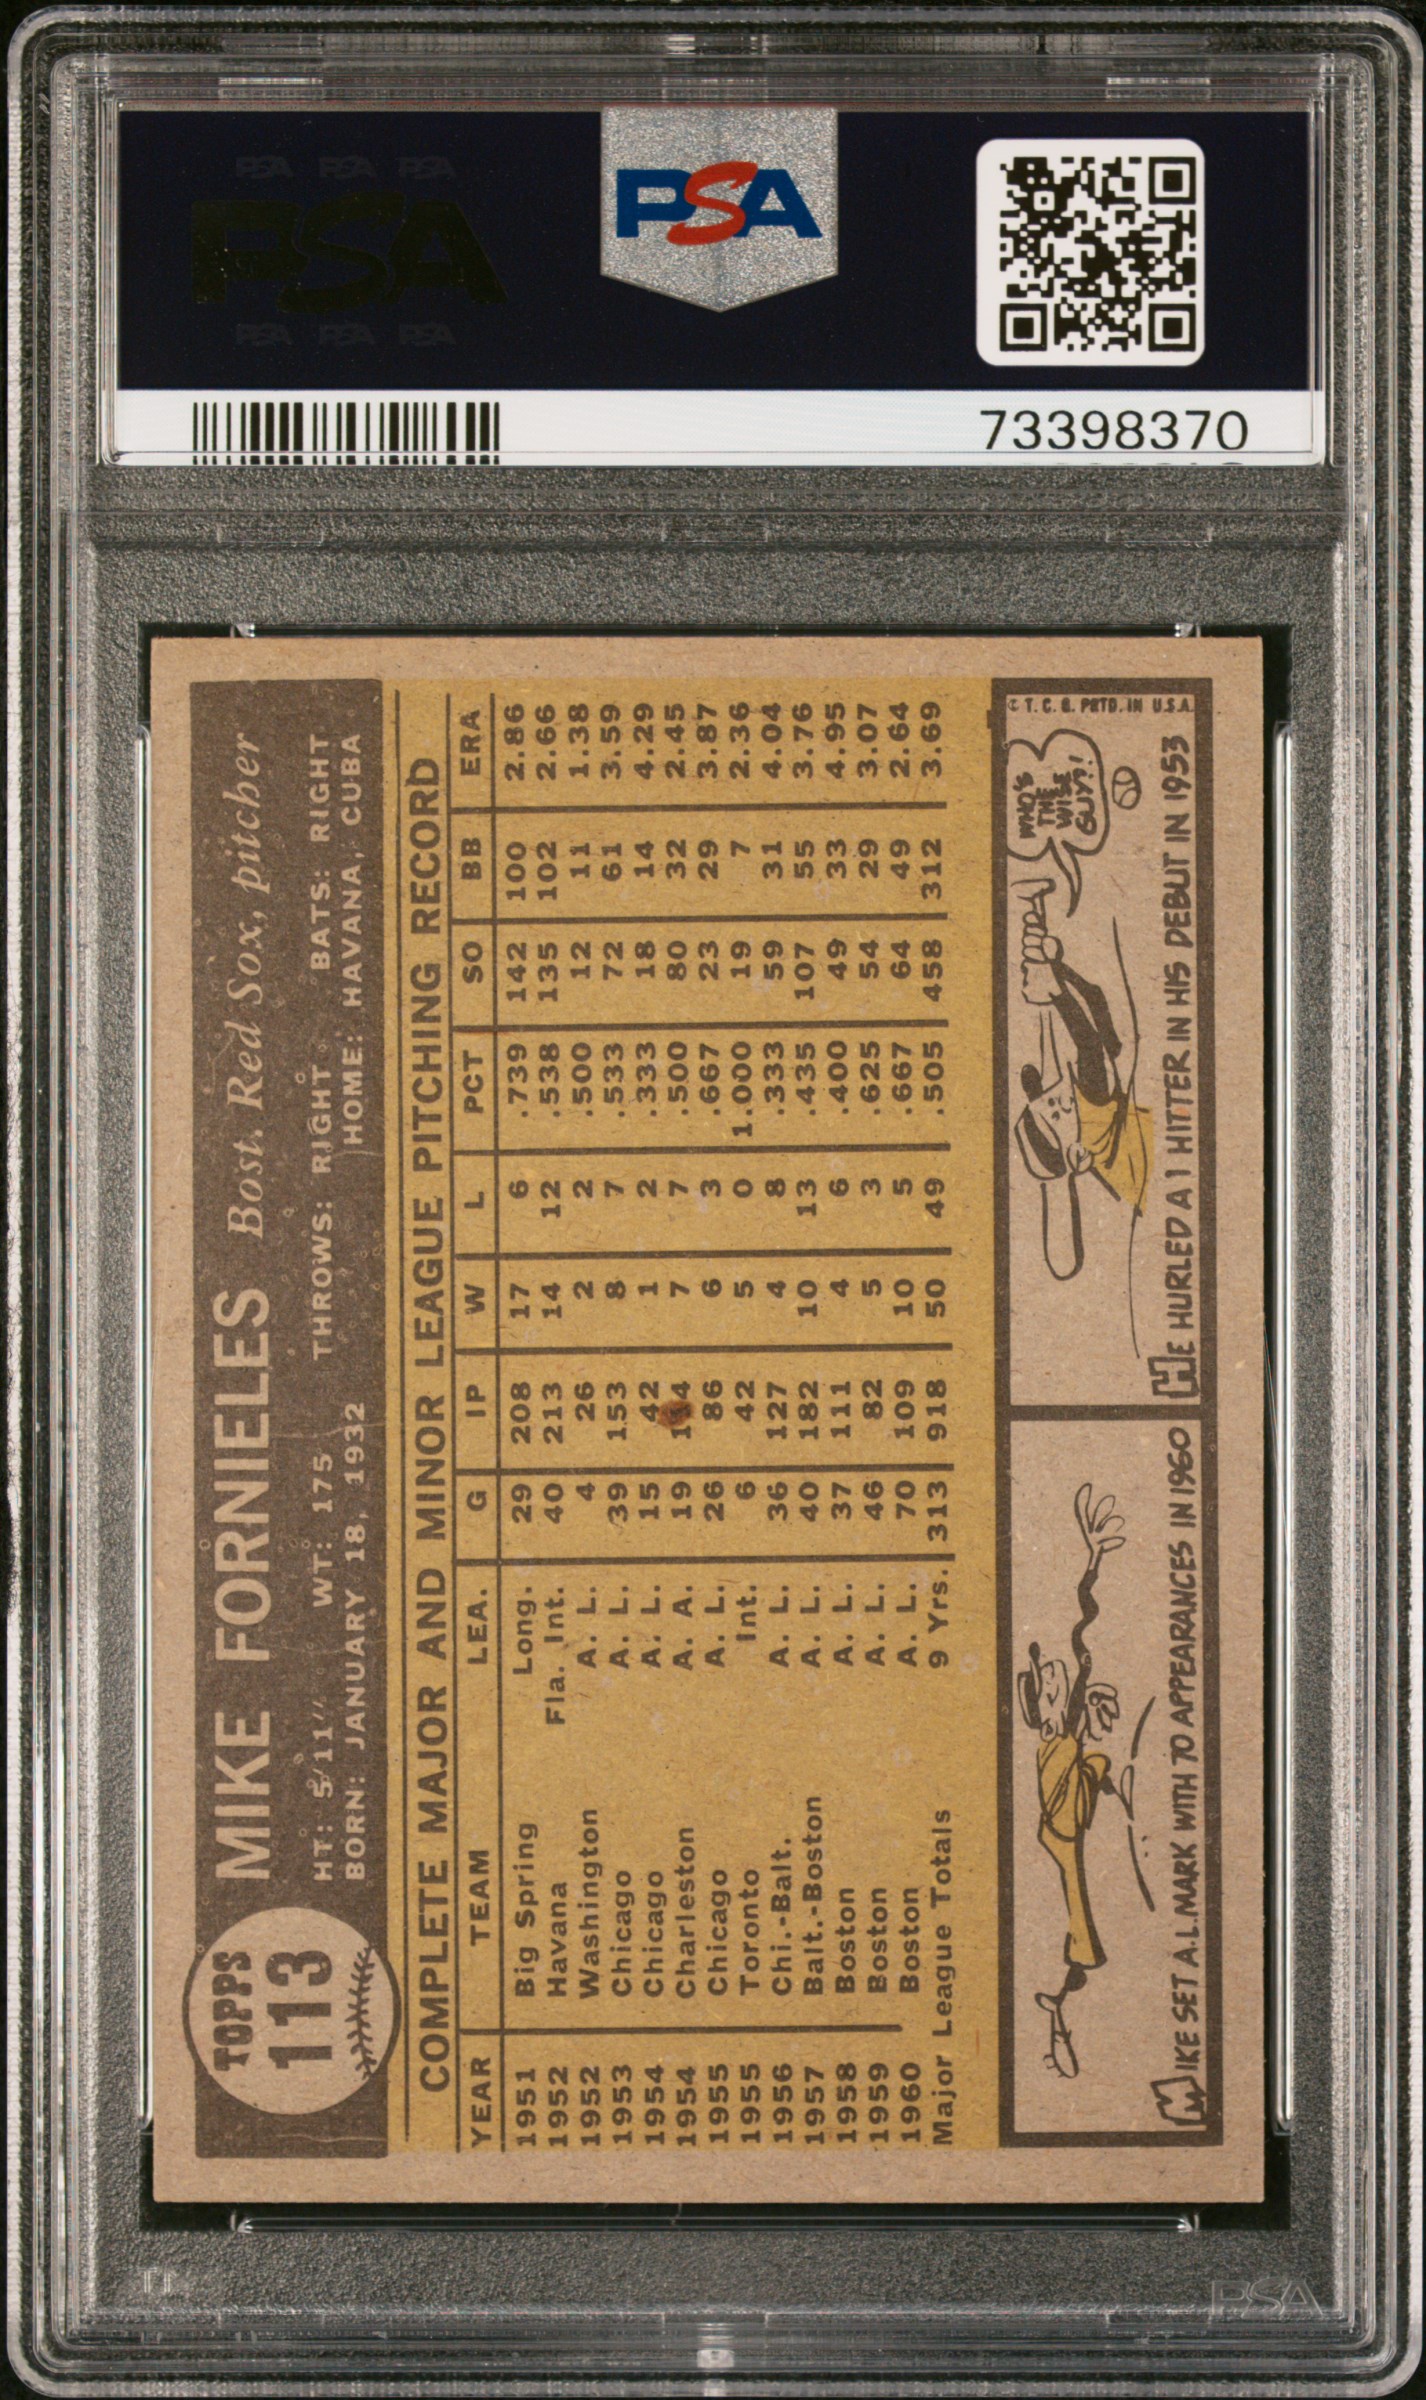 PSA PSA PSA
PSA
PSA PSA PSA
PSA
73398370
TOPPS
113
MIKE FORNIELES Bost. Red Sox, pitcher
HT: 5'11" WT: 175 THROWS: RIGHT BATS: RIGHT
BORN: JANUARY 18, 1932 HOME: HAVANA, CUBA
COMPLETE MAJOR AND MINOR LEAGUE PITCHING RECORD
YEAR TEAM LEA. G IP W L PCT SO BB ERA
1951 Big Spring Long. 29 208 17 6 .739 142 100 2.86
1952 Havana Fla. Int. 40 213 14 12 .538 135 102 2.66
1952 Washington A. L. 4 26 2 2 .500 12 11 1.38
1953 Chicago A. L. 39 153 8 7 .533 72 61 3.59
1954 Chicago A. L. 15 42 1 2 .333 18 14 4.29
1954 Charleston A. A. 19 7 7 .500 80 32 2.45
1955 Chicago A. L. 26 86 6 3 .667 23 29 3.87
1955 Toronto Int. 6 42 5 0 1.000 19 7 2.36
1956 Chi.-Balt. A. L. 36 127 4 8 .333 59 31 4.04
1957 Balt.-Boston A. L. 40 182 10 13 .435 107 55 3.76
1958 Boston A. L. 37 111 4 6 .400 49 33 4.95
1959 Boston A. L. 46 82 5 3 .625 54 29 3.07
1960 Boston A. L. 70 109 10 5 .667 64 49 2.64
Major League Totals 9 Yrs. 313 918 50 49 .505 458 312 3.69
MIKE SET A.L. MARK WITH 70 APPEARANCES IN 1960
WHO'S
THE
WISE
GUY?!
HE HURLED A 1 HITTER IN HIS DEBUT IN 1953
© T. C. G. PRTD. IN U.S.A.
PSA